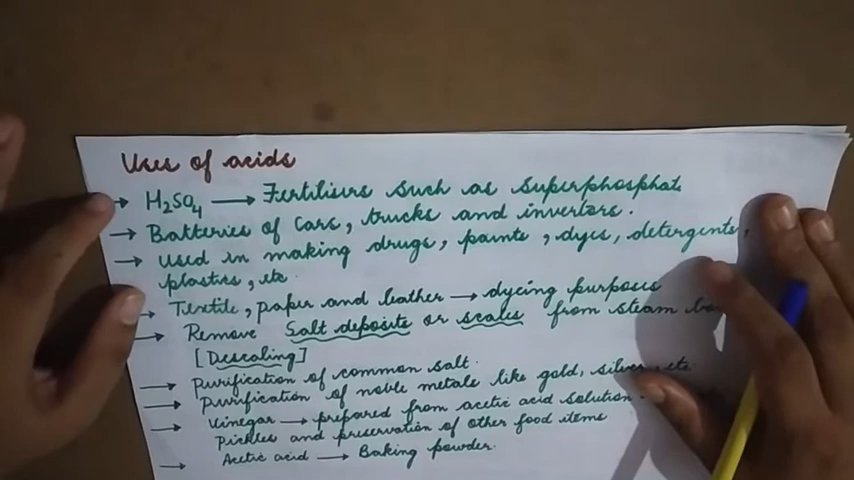 Uses of acids
→ H2SO4 → Fertilisers such as superphosphat
→ Batteries of cars, trucks and invertors.
→ used in making drugs, paints, dyes, detergents,
plastics, etc.
→ Textile, paper and leather → dyeing purposes
→ Remove Salt deposits or scales from steam
[Descaling]
→ purification of common salt.
→ purification of noble metals like gold, silver, etc.
→ vinegar → prepared from acetic acid solution.
Pickles and preservation of other food items
→ Acetic acid → Baking powder.